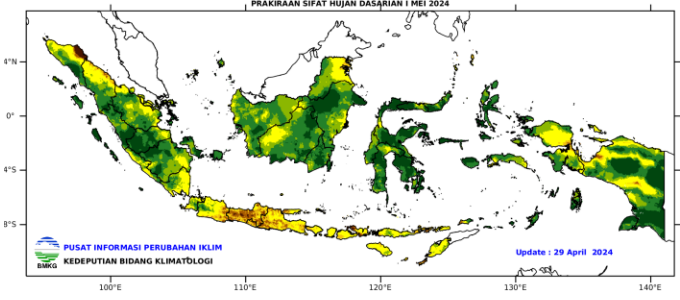 PRAKIRAAN SIFAT HUJAN DASARIAN I MEI 2024
4°N
0°
4°S
8°S
PUSAT INFORMASI PERUBAHAN IKLIM
Update : 29 April 2024
BMKG
KEDEPUTIAN BIDANG KLIMATOLOGI
100°E
110°E
120°E
130°E
140°E